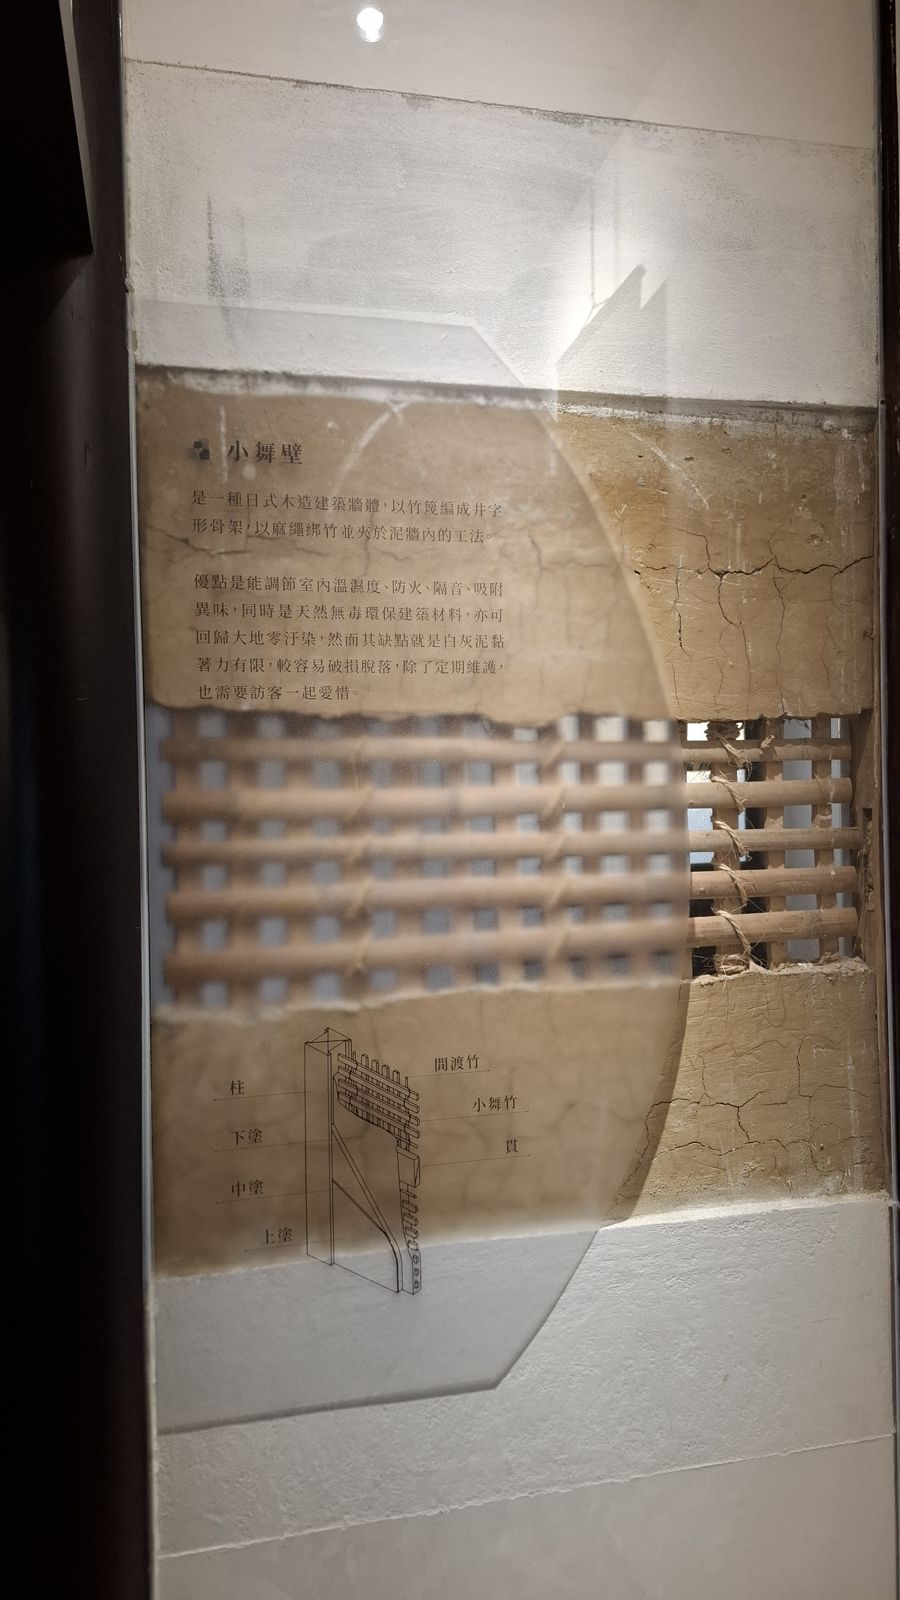 小舞壁
是一種日式木造建築牆體，以竹篾編成井字
形骨架，以麻繩綁竹並夾於泥牆內的工法。
優點是能調節室內溫濕度、防火、隔音、吸附
異味，同時是天然無毒環保建築材料，亦可
回歸大地零汙染，然而其缺點就是白灰泥黏
著力有限，較容易破損脫落，除了定期維護，
也需要訪客一起愛惜。
間渡竹
柱
小舞竹
下塗
貫
中塗
上塗